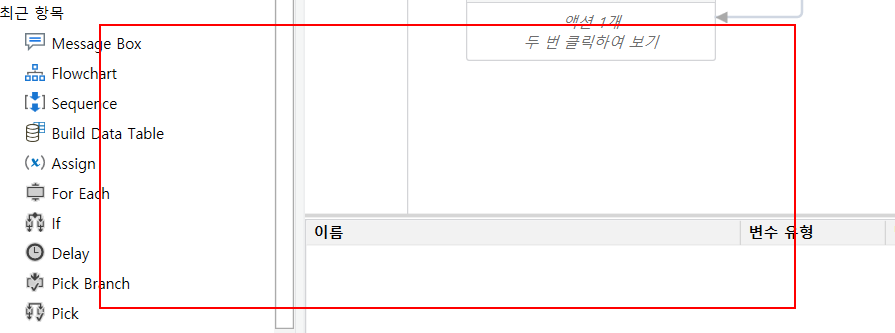 최근 항목
Message Box
Flowchart
Sequence
Build Data Table
Assign
For Each
If
Delay
Pick Branch
Pick
액션 1개
두 번 클릭하여 보기
이름
변수 유형